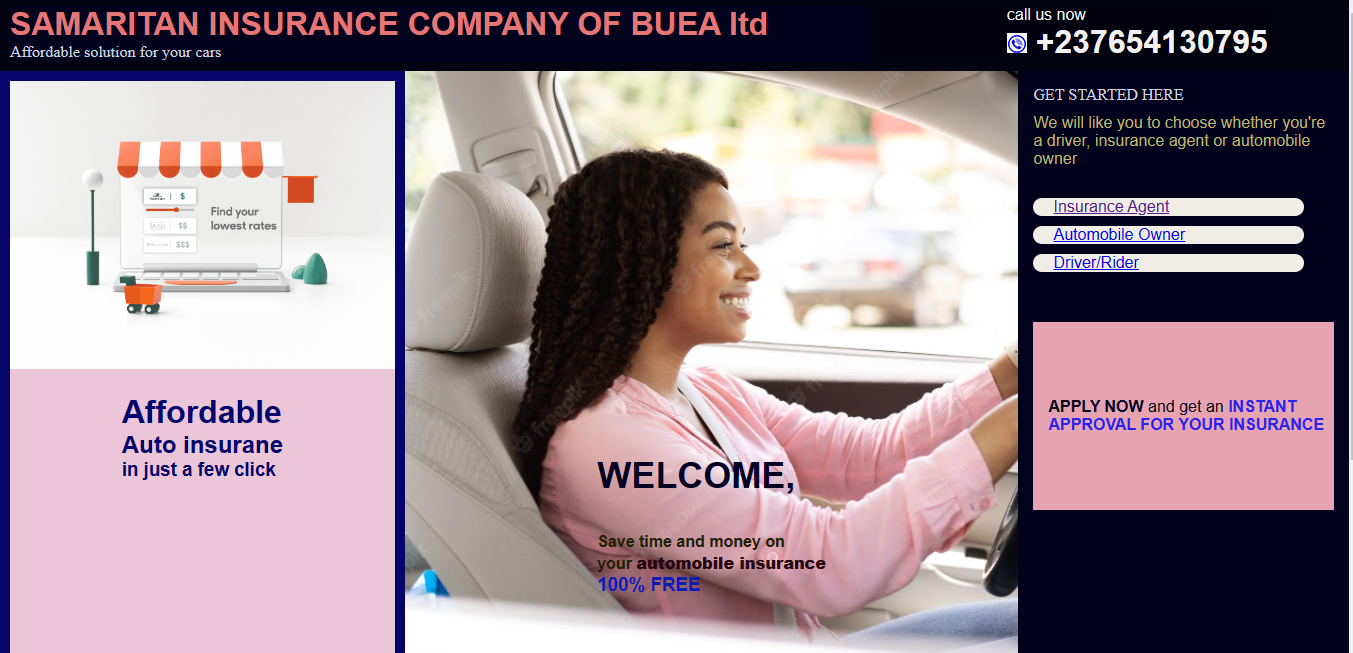 SAMARITAN INSURANCE COMPANY OF BUEA ltd
Affordable solution for your cars
call us now
+237654130795
$
Find your
lowest rates
$$
$$$
Affordable
Auto insurane
in just a few click
freepik
freepik
freepik
WELCOME,
Save time and money on
your automobile insurance
100% FREE
GET STARTED HERE
We will like you to choose whether you're
a driver, insurance agent or automobile
owner
Insurance Agent
Automobile Owner
Driver/Rider
APPLY NOW and get an INSTANT
APPROVAL FOR YOUR INSURANCE